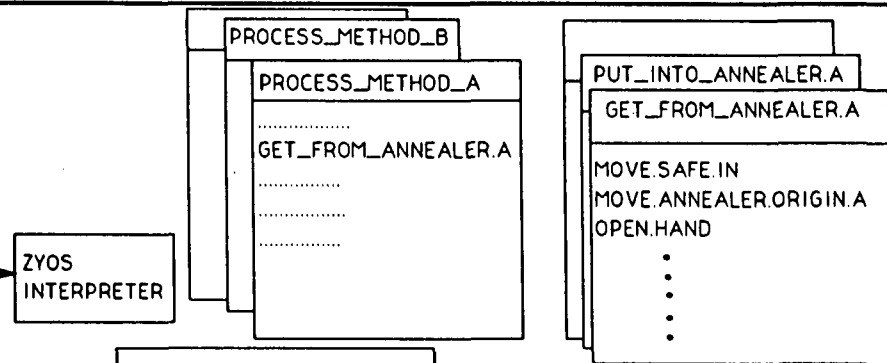 PROCESS_METHOD_B
PROCESS_METHOD_A
..................
GET_FROM_ANNEALER.A
................
.................
................
PUT_INTO_ANNEALER.A
GET_FROM_ANNEALER.A
MOVE.SAFE.IN
MOVE.ANNEALER.ORIGIN.A
OPEN.HAND
ZYOS
INTERPRETER